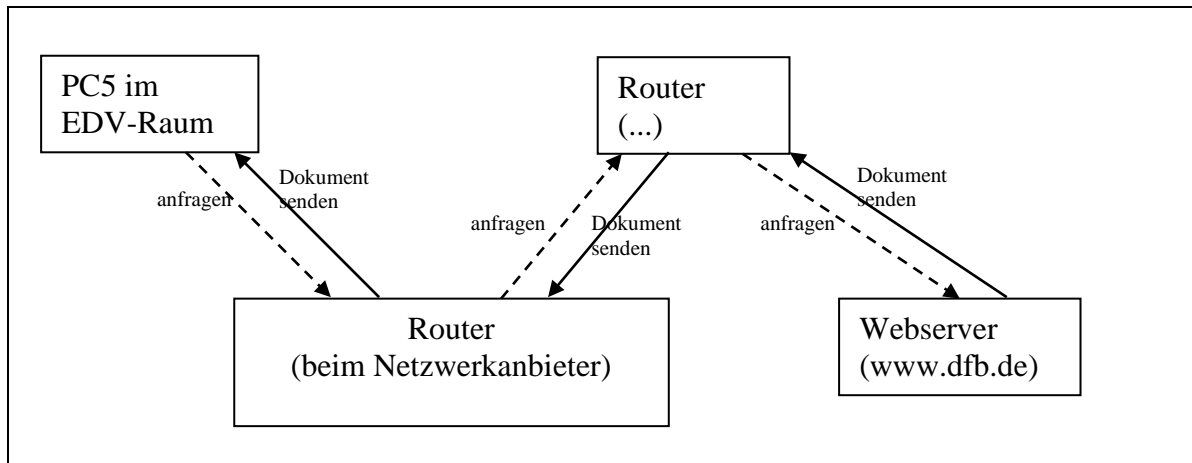 PC5 im
EDV-Raum
Router
(...)
anfragen
Dokument
senden
anfragen
Dokument
senden
anfragen
Dokument
senden
Router
(beim Netzwerkanbieter)
Webserver
(www.dfb.de)